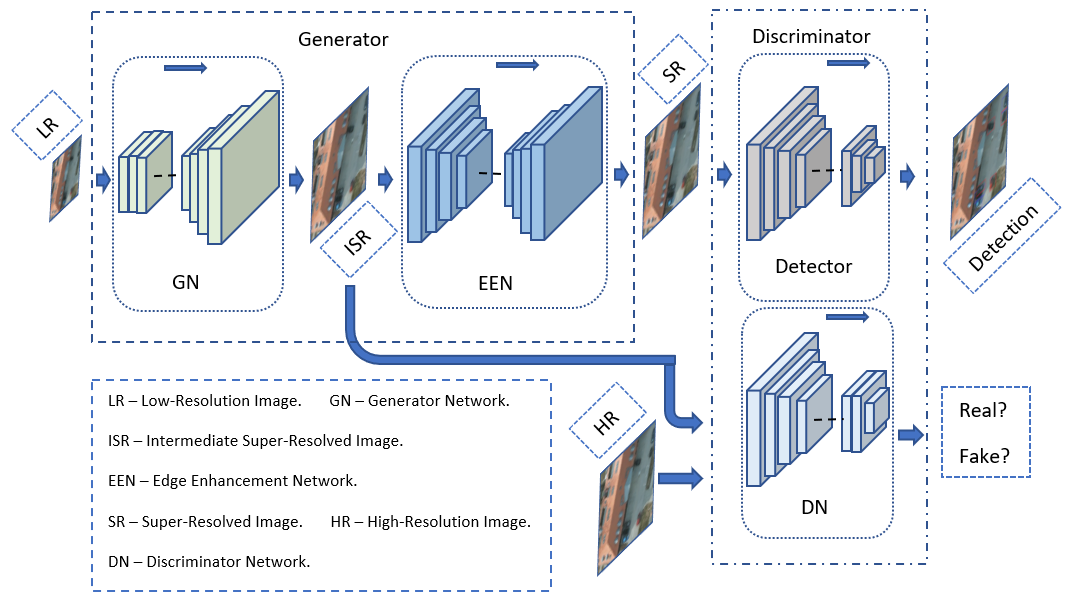 Generator
Discriminator
LR
SR
ISR
GN
EEN
Detector
Detection
LR – Low-Resolution Image. GN – Generator Network.
ISR – Intermediate Super-Resolved Image.
EEN – Edge Enhancement Network.
SR – Super-Resolved Image. HR – High-Resolution Image.
DN – Discriminator Network.
HR
DN
Real?
Fake?